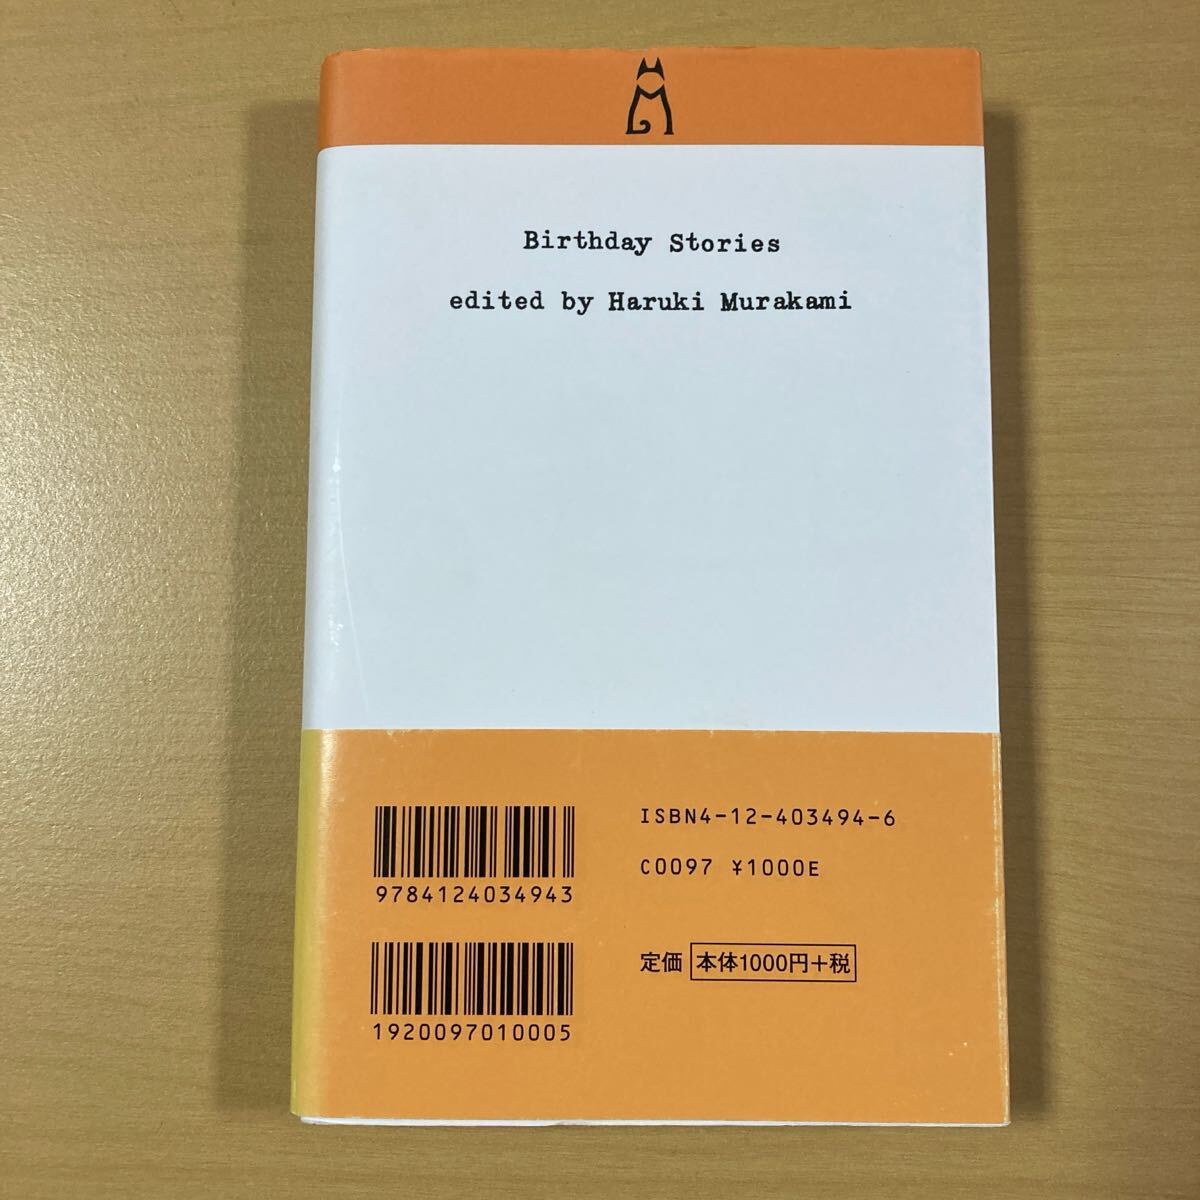 Birthday Stories
edited by Haruki Murakami
9784124034943
1920097010005
ISBN4-12-403494-6
C0097 ¥1000E
定価 本体1000円+税